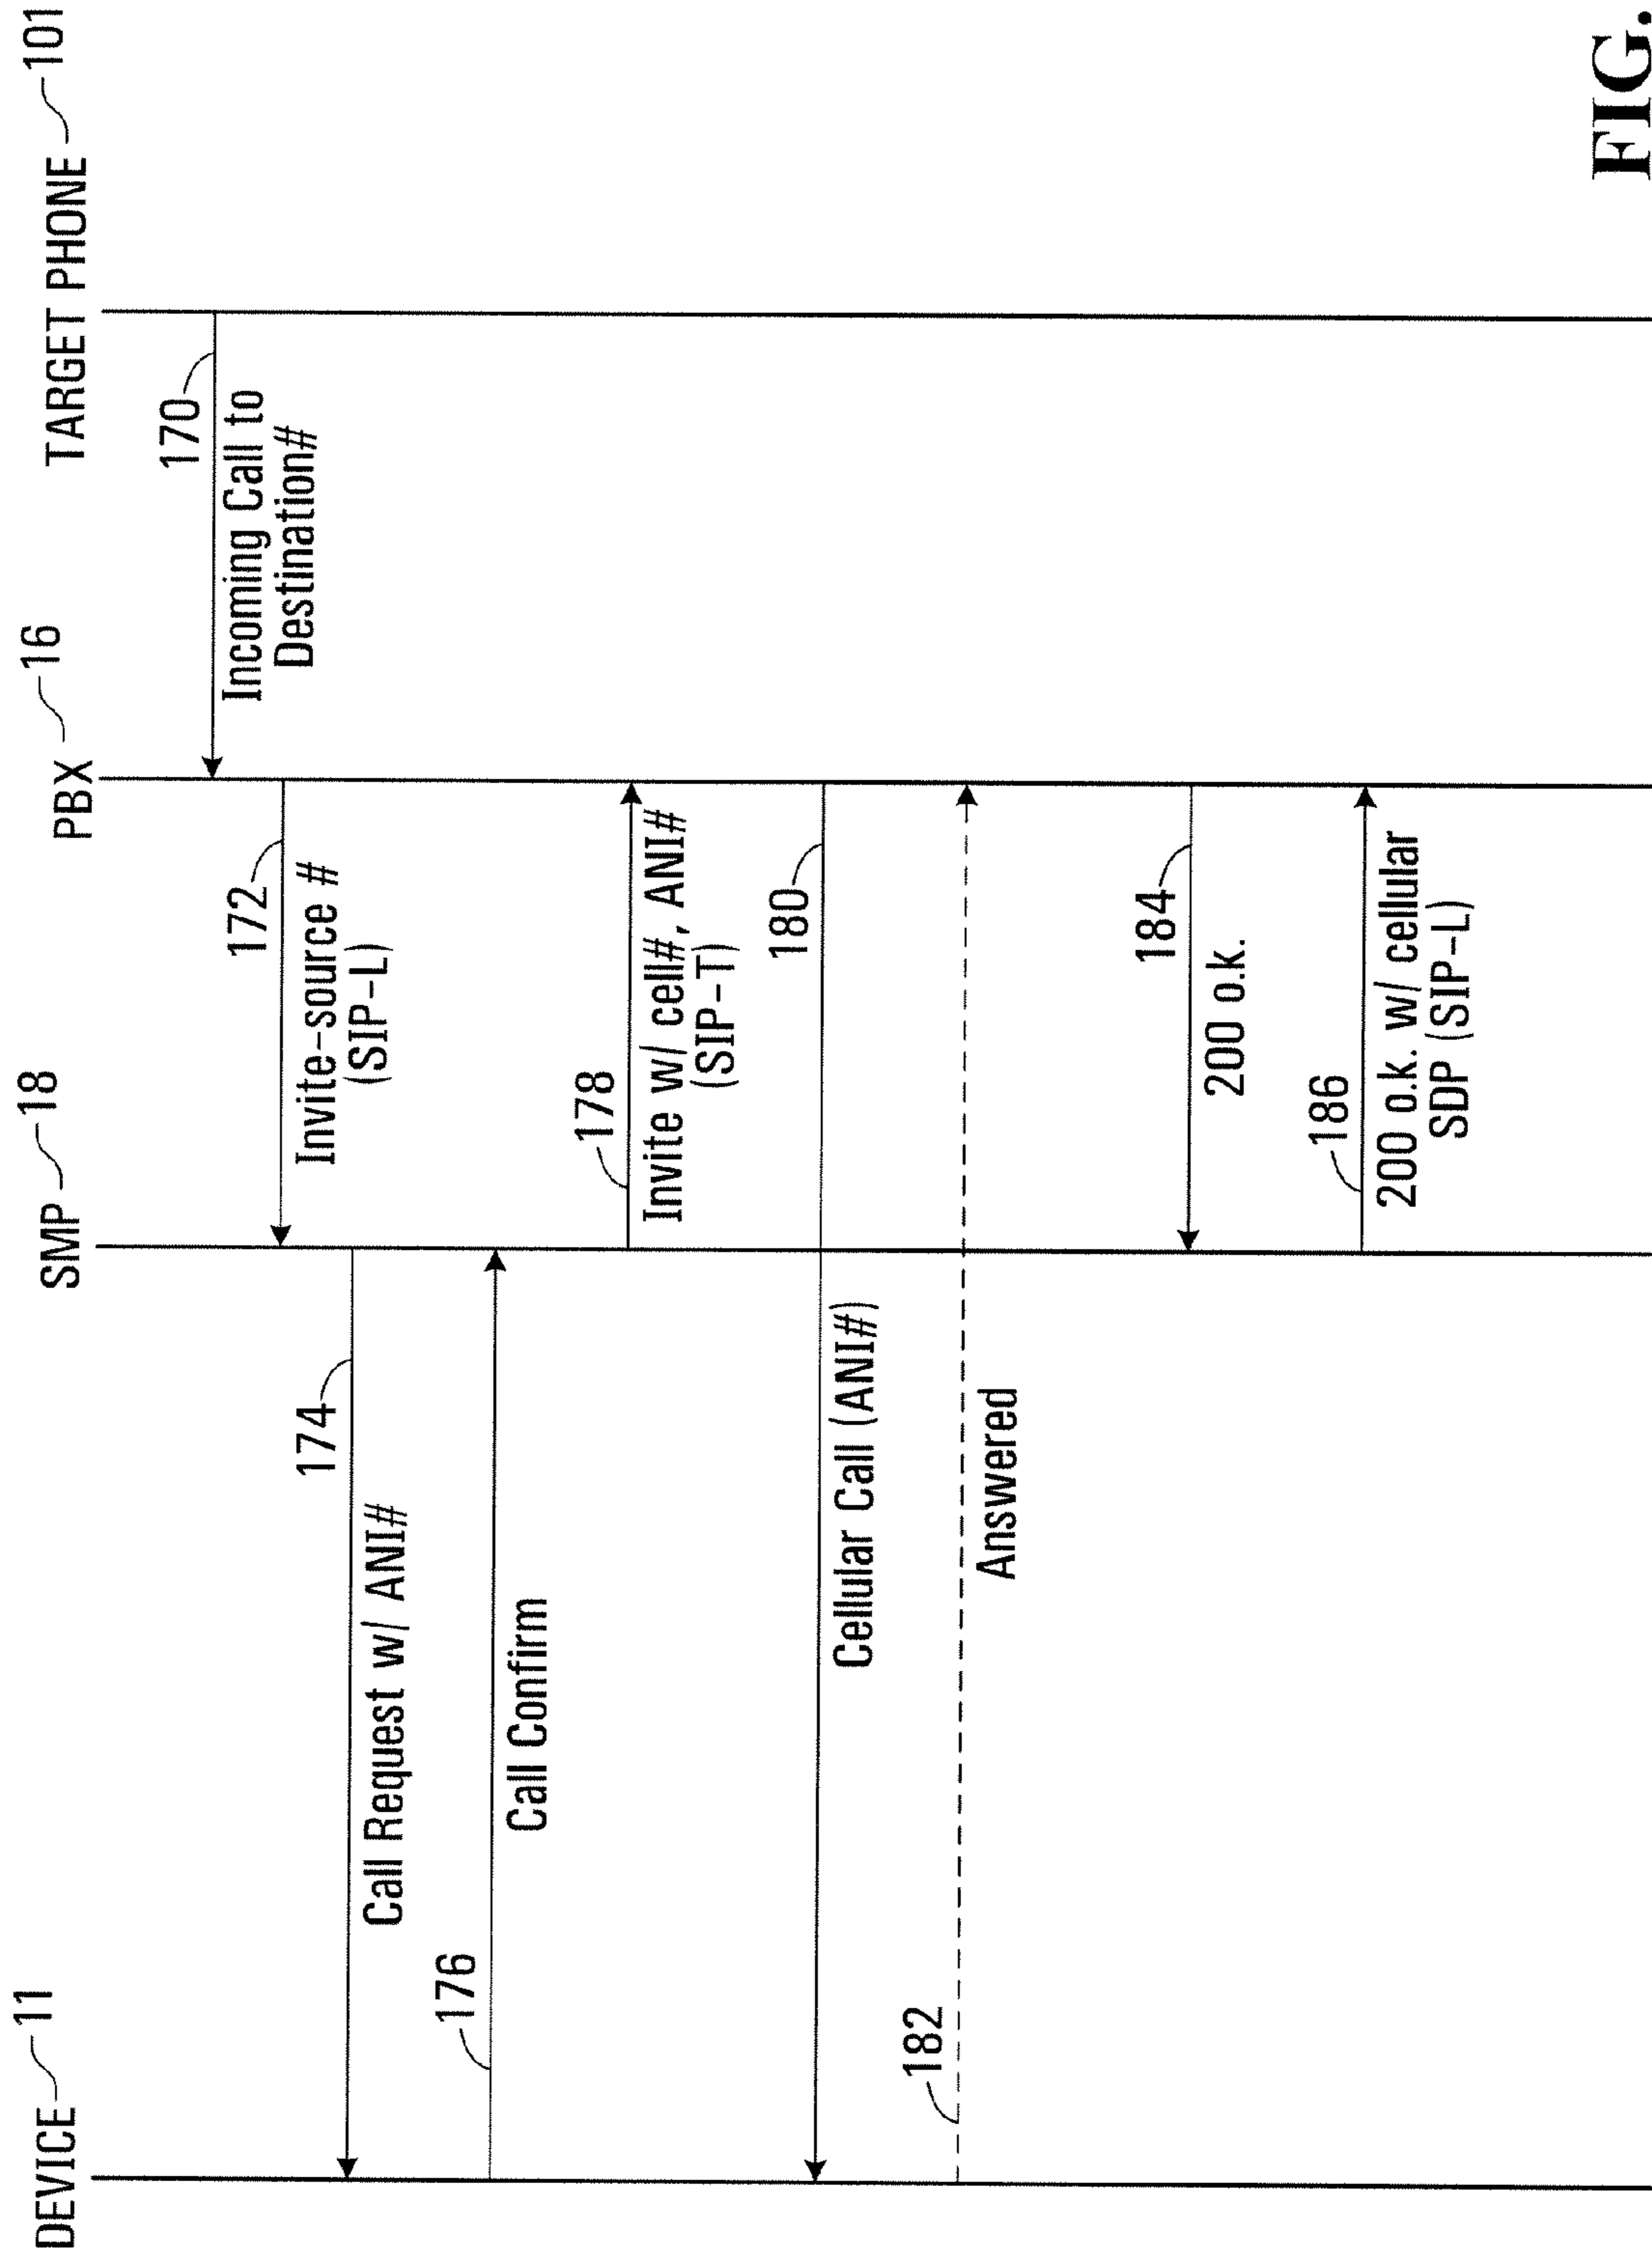 DEVICE 11
SMP 18
PBX 16
TARGET PHONE 101
170
Incoming Call to
Destination#
172
Invite-source #
(SIP-L)
174
Call Request w/ ANI#
176
Call Confirm
178
Invite w/ cell#, ANI#
(SIP-T)
180
Cellular Call (ANI#)
182
Answered
184
200 o.k.
186
200 o.k. w/ cellular
SDP (SIP-L)
FIG.